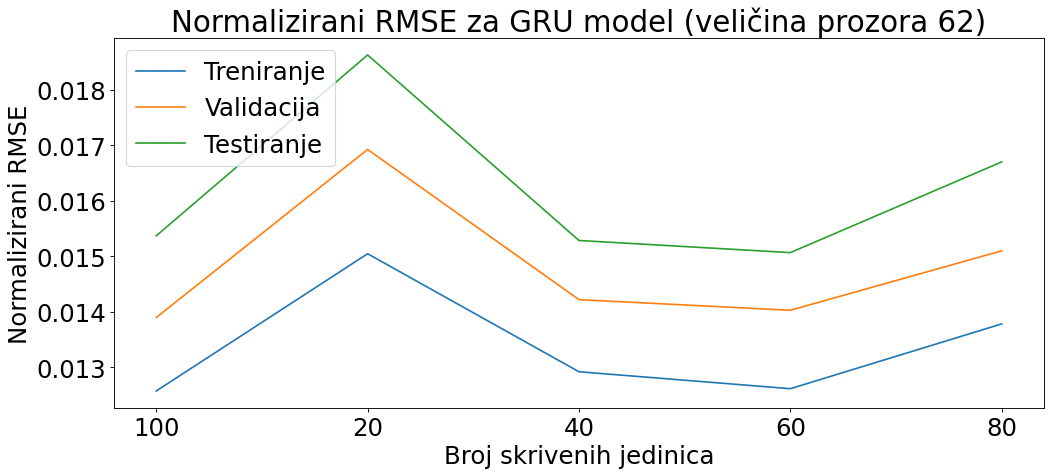 Normalizirani RMSE za GRU model (veličina prozora 62)
Treniranje
Validacija
Testiranje
Normalizirani RMSE
0.018
0.017
0.016
0.015
0.014
0.013
100 20 40 60 80
Broj skrivenih jedinica